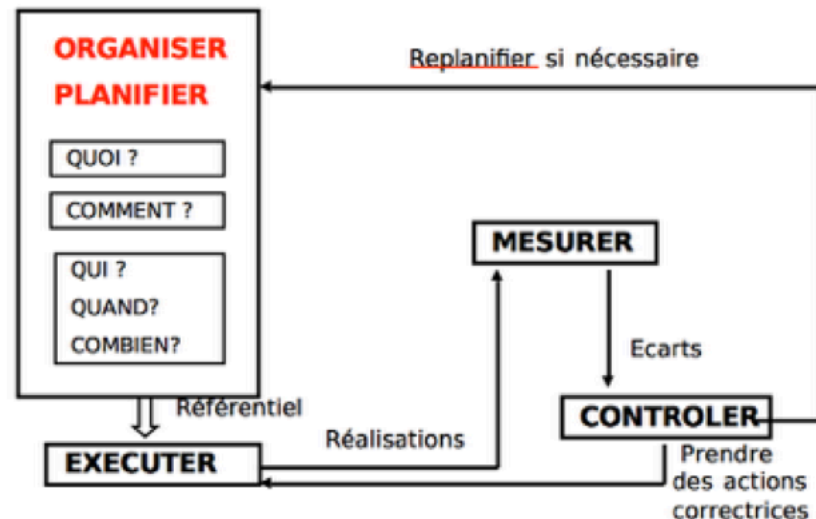 ORGANISER
PLANIFIER
QUOI ?
COMMENT ?
QUI ?
QUAND?
COMBIEN?
Référentiel
EXECUTER
Réalisations
MESURER
Ecarts
CONTROLER
Prendre
des actions
correctrices
Replanifier si nécessaire